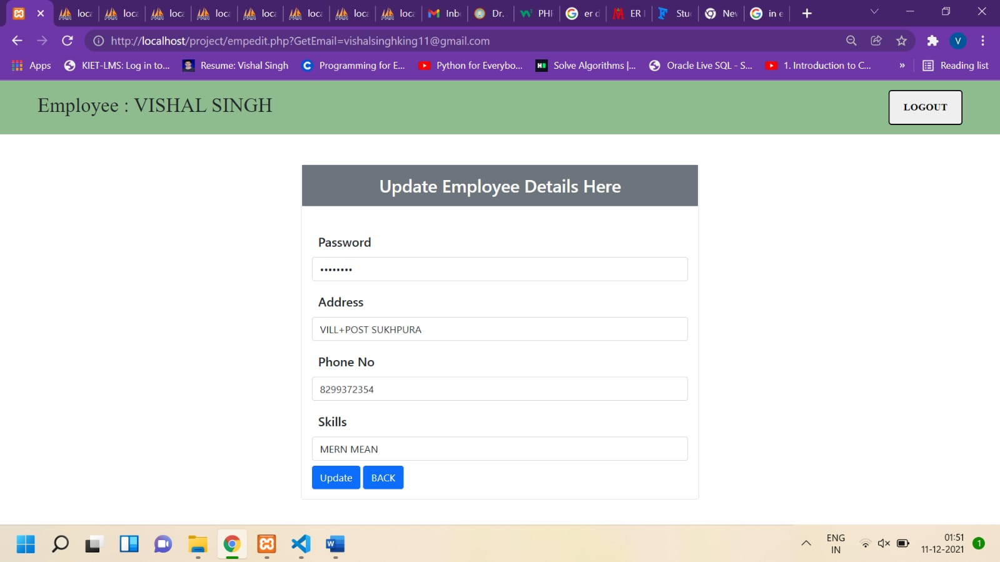 loca
loca
loca
loca
loca
loca
loca
loca
Inb
Dr.
PHP
er d
ER
Stu
Nev
in e
http://localhost/project/empedit.php?GetEmail=vishalsinghking11@gmail.com
V
Apps
KIET-LMS: Log in to...
Resume: Vishal Singh
Programming for E...
Python for Everybo...
Solve Algorithms |...
Oracle Live SQL - S...
1. Introduction to C...
»
Reading list
Employee : VISHAL SINGH
LOGOUT
Update Employee Details Here
Password
••••••••
Address
VILL+POST SUKHPURA
Phone No
8299372354
Skills
MERN MEAN
Update
BACK
ENG
IN
01:51
11-12-2021
1